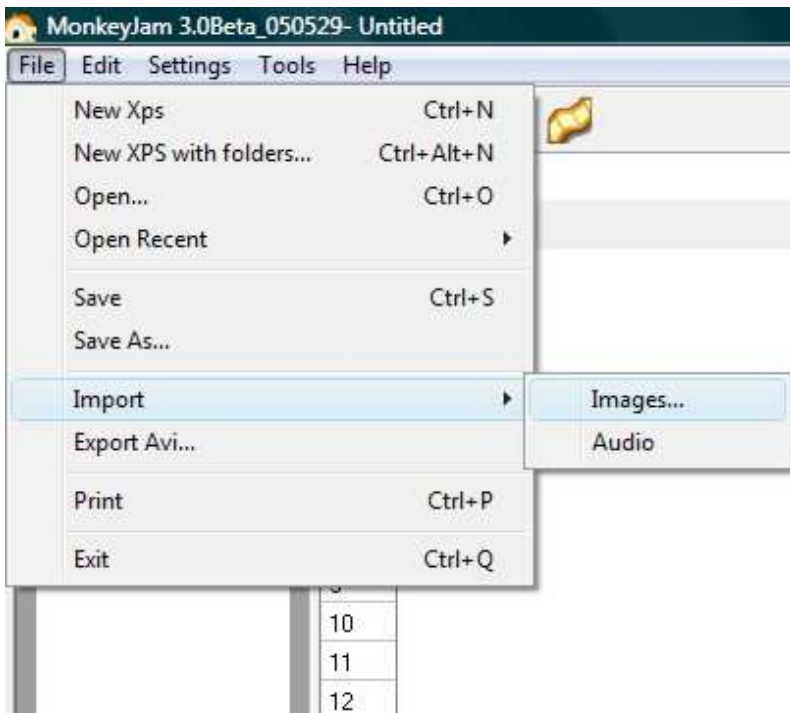 MonkeyJam 3.0Beta_050529- Untitled
File Edit Settings Tools Help
New Xps Ctrl+N
New XPS with folders... Ctrl+Alt+N
Open... Ctrl+O
Open Recent
Save Ctrl+S
Save As...
Import
Images...
Export Avi...
Audio
Print Ctrl+P
Exit Ctrl+Q
10
11
12